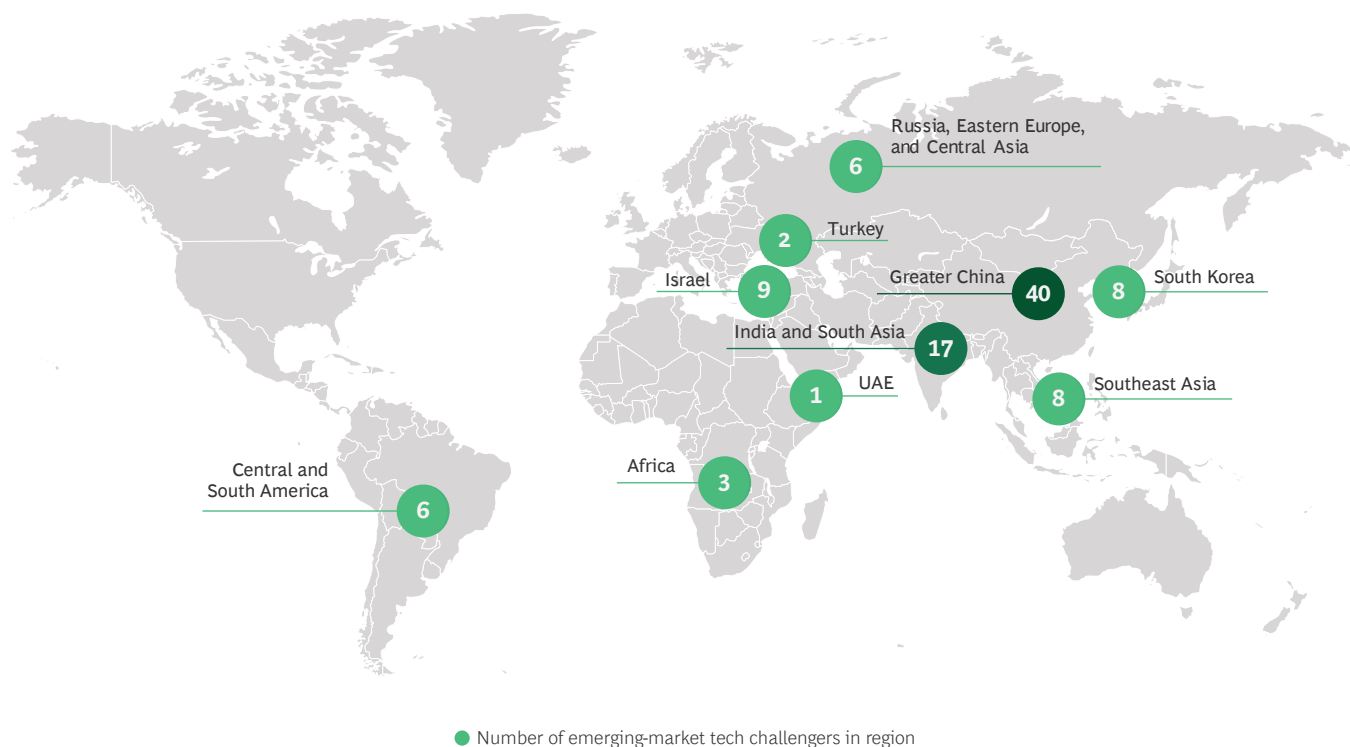 Russia, Eastern Europe,
and Central Asia
6
2
Turkey
Israel
9
Greater China
40
8
South Korea
India and South Asia
17
1
UAE
8
Southeast Asia
Africa
3
Central and
South America
6
Number of emerging-market tech challengers in region